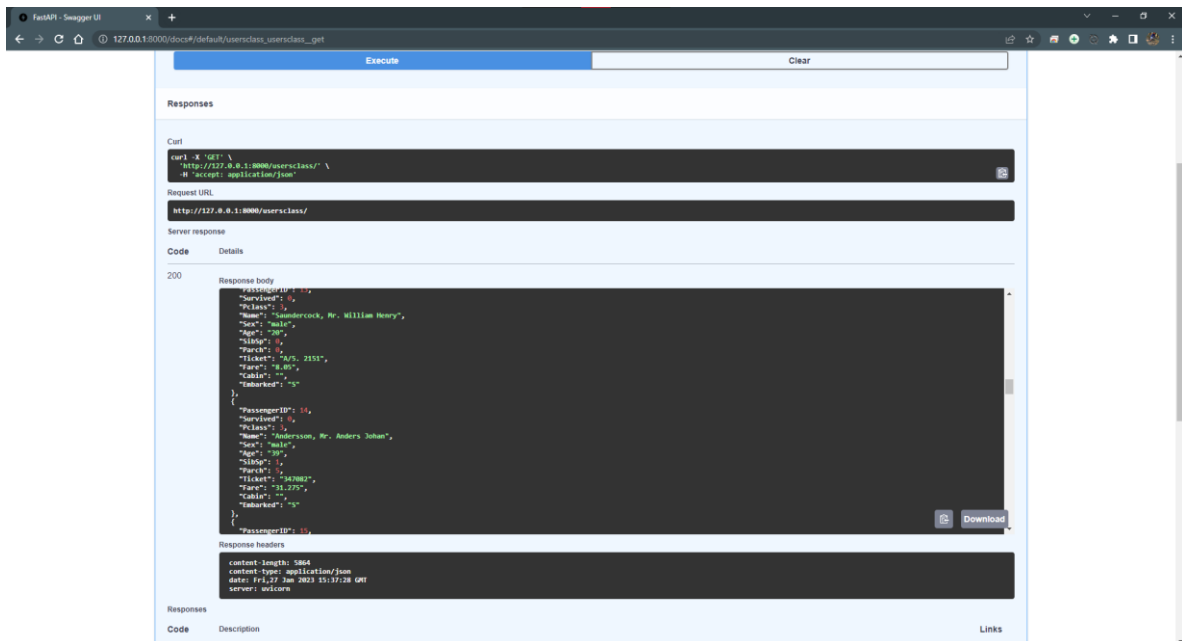 FastAPI - Swagger UI
127.0.0.1:8000/docs#/default/usersclass_usersclass__get
Execute Clear
Responses
Curl
curl -X 'GET' \
'http://127.0.0.1:8000/usersclass/' \
-H 'accept: application/json'
Request URL
http://127.0.0.1:8000/usersclass/
Server response
Code Details
200
Response body
"PassengerID": 13,
"Survived": 0,
"Pclass": 3,
"Name": "Saundercock, Mr. William Henry",
"Sex": "male",
"Age": "20",
"SibSp": 0,
"Parch": 0,
"Ticket": "A/5. 2151",
"Fare": "8.05",
"Cabin": "",
"Embarked": "S"
},
{
"PassengerID": 14,
"Survived": 0,
"Pclass": 3,
"Name": "Andersson, Mr. Anders Johan",
"Sex": "male",
"Age": "39",
"SibSp": 1,
"Parch": 5,
"Ticket": "347082",
"Fare": "31.275",
"Cabin": "",
"Embarked": "S"
},
{
"PassengerID": 15,
Download
Response headers
content-length: 5864
content-type: application/json
date: Fri,27 Jan 2023 15:37:28 GMT
server: uvicorn
Responses
Code Description Links